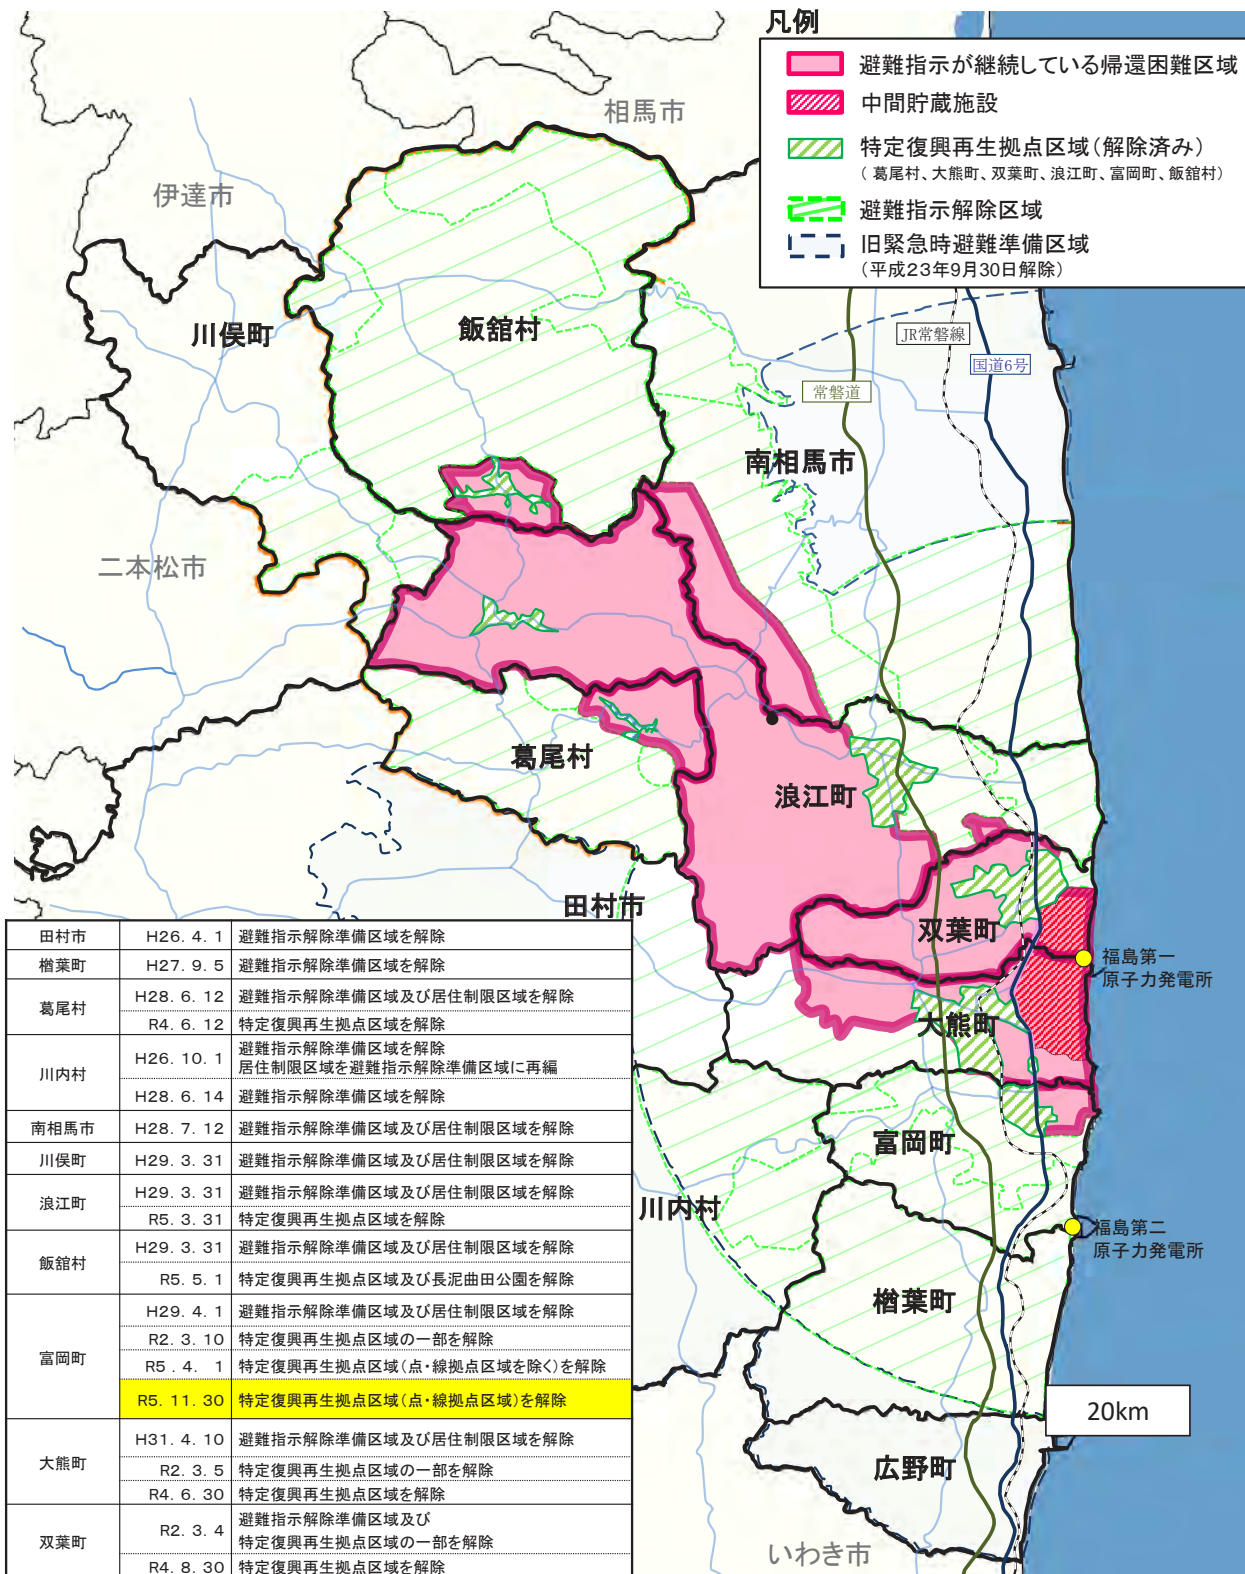 凡例
避難指示が継続している帰還困難区域
中間貯蔵施設
特定復興再生拠点区域(解除済み)
( 葛尾村、大熊町、双葉町、浪江町、富岡町、飯舘村)
避難指示解除区域
旧緊急時避難準備区域
(平成23年9月30日解除)
相馬市
伊達市
川俣町
飯舘村
JR常磐線
国道6号
常磐道
南相馬市
二本松市
葛尾村
浪江町
田村市
双葉町
福島第一
原子力発電所
大熊町
富岡町
川内村
福島第二
原子力発電所
楢葉町
20km
広野町
いわき市
田村市 H26. 4. 1 避難指示解除準備区域を解除
楢葉町 H27. 9. 5 避難指示解除準備区域を解除
葛尾村 H28. 6. 12 避難指示解除準備区域及び居住制限区域を解除
R4. 6. 12 特定復興再生拠点区域を解除
川内村 H26. 10. 1 避難指示解除準備区域を解除
居住制限区域を避難指示解除準備区域に再編
H28. 6. 14 避難指示解除準備区域を解除
南相馬市 H28. 7. 12 避難指示解除準備区域及び居住制限区域を解除
川俣町 H29. 3. 31 避難指示解除準備区域及び居住制限区域を解除
浪江町 H29. 3. 31 避難指示解除準備区域及び居住制限区域を解除
R5. 3. 31 特定復興再生拠点区域を解除
飯舘村 H29. 3. 31 避難指示解除準備区域及び居住制限区域を解除
R5. 5. 1 特定復興再生拠点区域及び長泥曲田公園を解除
富岡町 H29. 4. 1 避難指示解除準備区域及び居住制限区域を解除
R2. 3. 10 特定復興再生拠点区域の一部を解除
R5 . 4. 1 特定復興再生拠点区域(点・線拠点区域を除く)を解除
R5. 11. 30 特定復興再生拠点区域(点・線拠点区域)を解除
大熊町 H31. 4. 10 避難指示解除準備区域及び居住制限区域を解除
R2. 3. 5 特定復興再生拠点区域の一部を解除
R4. 6. 30 特定復興再生拠点区域を解除
双葉町 R2. 3. 4 避難指示解除準備区域及び
特定復興再生拠点区域の一部を解除
R4. 8. 30 特定復興再生拠点区域を解除